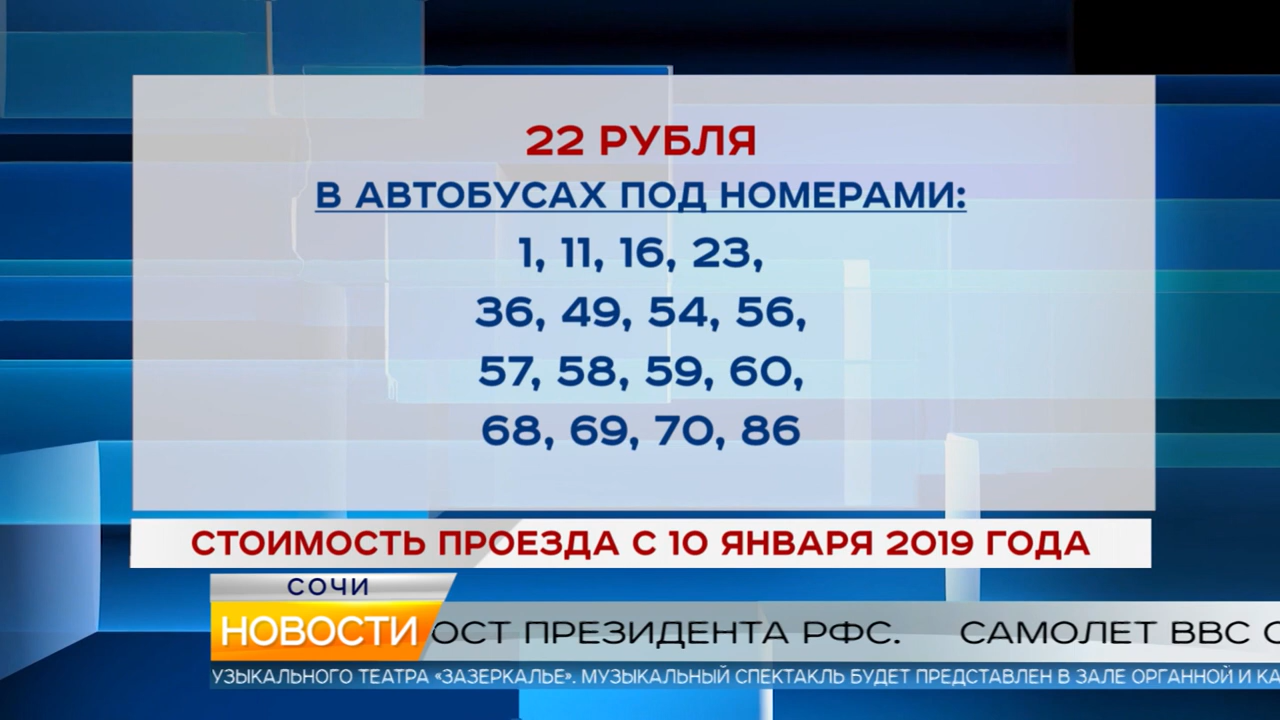 22 РУБЛЯ
В АВТОБУСАХ ПОД НОМЕРАМИ:
1, 11, 16, 23,
36, 49, 54, 56,
57, 58, 59, 60,
68, 69, 70, 86
СТОИМОСТЬ ПРОЕЗДА С 10 ЯНВАРЯ 2019 ГОДА
СОЧИ
НОВОСТИ
ОСТ ПРЕЗИДЕНТА РФС. САМОЛЕТ ВВС С
УЗЫКАЛЬНОГО ТЕАТРА «ЗАЗЕРКАЛЬЕ». МУЗЫКАЛЬНЫЙ СПЕКТАКЛЬ БУДЕТ ПРЕДСТАВЛЕН В ЗАЛЕ ОРГАННОЙ И КА